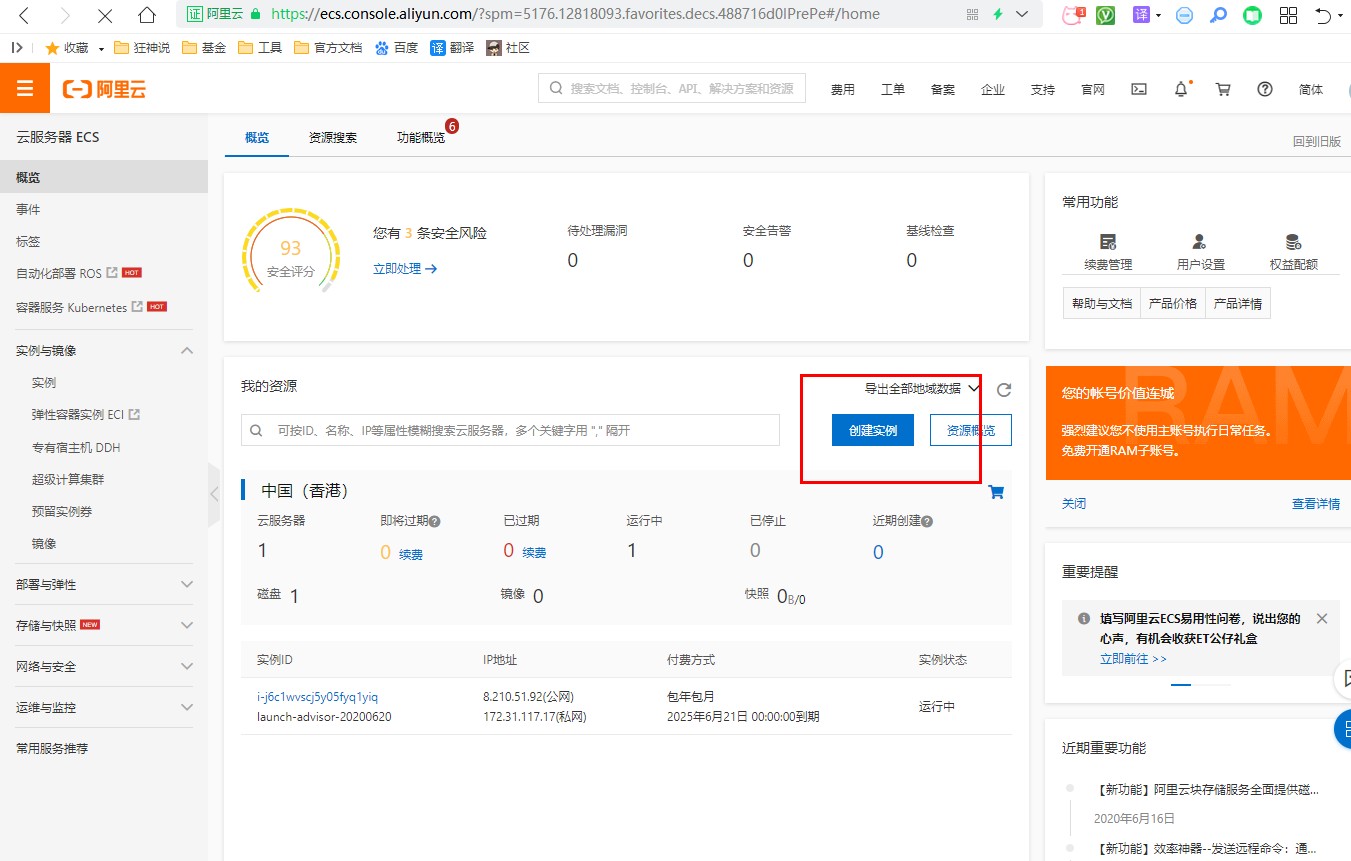 证 阿里云 https://ecs.console.aliyun.com/?spm=5176.12818093.favorites.decs.488716d0IPrePe#/home
1
译
收藏 狂神说 基金 工具 官方文档 百度 译 翻译 社区
阿里云
搜索文档、控制台、API、解决方案和资源
费用 工单 备案 企业 支持 官网 简体
云服务器 ECS
概览 资源搜索 功能概览 6
回到旧版
概览
事件
标签
自动化部署 ROS HOT
容器服务 Kubernetes HOT
实例与镜像
实例
弹性容器实例 ECI
专有宿主机 DDH
超级计算集群
预留实例券
镜像
部署与弹性
存储与快照 NEW
网络与安全
运维与监控
常用服务推荐
93
安全评分
您有 3 条安全风险
立即处理
待处理漏洞 安全告警 基线检查
0 0 0
我的资源
导出全部地域数据
可按ID、名称、IP等属性模糊搜索云服务器，多个关键字用 "," 隔开
创建实例 资源概览
中国（香港）
云服务器 即将过期 已过期 运行中 已停止 近期创建
1 0 续费 0 续费 1 0 0
磁盘 1 镜像 0 快照 0B/0
实例ID IP地址 付费方式 实例状态
i-j6c1wvscj5y05fyq1yiq 8.210.51.92(公网) 包年包月 运行中
launch-advisor-20200620 172.31.117.17(私网) 2025年6月21日 00:00:00到期
常用功能
续费管理 用户设置 权益配额
帮助与文档 产品价格 产品详情
RAM
您的帐号价值连城
强烈建议您不使用主账号执行日常任务。
免费开通RAM子账号。
关闭 查看详情
重要提醒
填写阿里云ECS易用性问卷，说出您的
心声，有机会收获ET公仔礼盒
立即前往 >>
近期重要功能
【新功能】阿里云块存储服务全面提供磁...
2020年6月16日
【新功能】效率神器--发送远程命令：通...